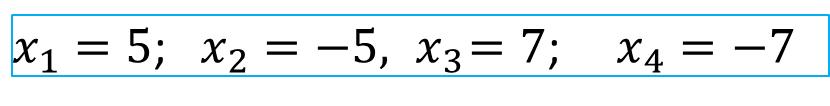 x₁ = 5; x₂ = −5, x₃ = 7; x₄ = −7